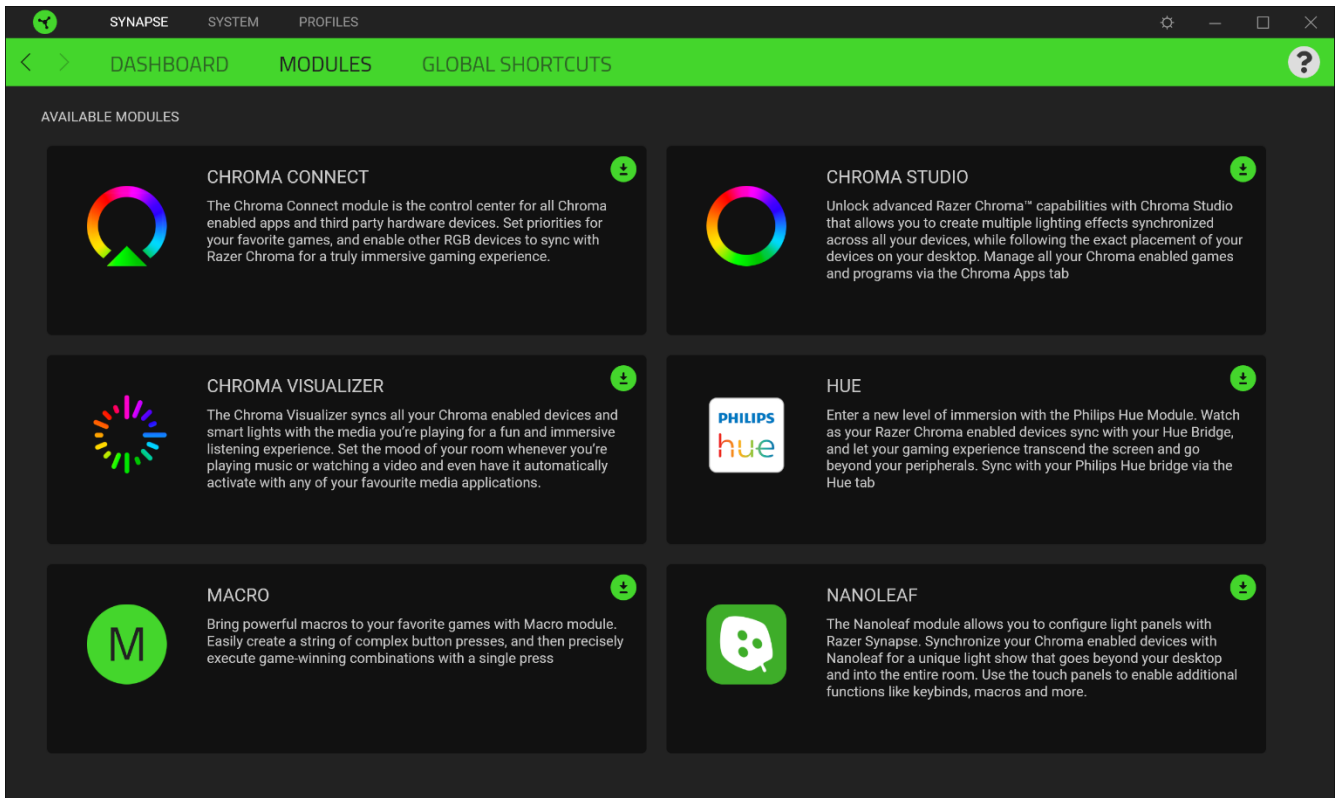 SYNAPSE SYSTEM PROFILES
DASHBOARD MODULES GLOBAL SHORTCUTS ?
AVAILABLE MODULES
CHROMA CONNECT
The Chroma Connect module is the control center for all Chroma
enabled apps and third party hardware devices. Set priorities for
your favorite games, and enable other RGB devices to sync with
Razer Chroma for a truly immersive gaming experience.
CHROMA STUDIO
Unlock advanced Razer Chroma™ capabilities with Chroma Studio
that allows you to create multiple lighting effects synchronized
across all your devices, while following the exact placement of your
devices on your desktop. Manage all your Chroma enabled games
and programs via the Chroma Apps tab
CHROMA VISUALIZER
The Chroma Visualizer syncs all your Chroma enabled devices and
smart lights with the media you’re playing for a fun and immersive
listening experience. Set the mood of your room whenever you’re
playing music or watching a video and even have it automatically
activate with any of your favourite media applications.
PHILIPS
hue
HUE
Enter a new level of immersion with the Philips Hue Module. Watch
as your Razer Chroma enabled devices sync with your Hue Bridge,
and let your gaming experience transcend the screen and go
beyond your peripherals. Sync with your Philips Hue bridge via the
Hue tab
M
MACRO
Bring powerful macros to your favorite games with Macro module.
Easily create a string of complex button presses, and then precisely
execute game-winning combinations with a single press
NANOLEAF
The Nanoleaf module allows you to configure light panels with
Razer Synapse. Synchronize your Chroma enabled devices with
Nanoleaf for a unique light show that goes beyond your desktop
and into the entire room. Use the touch panels to enable additional
functions like keybinds, macros and more.